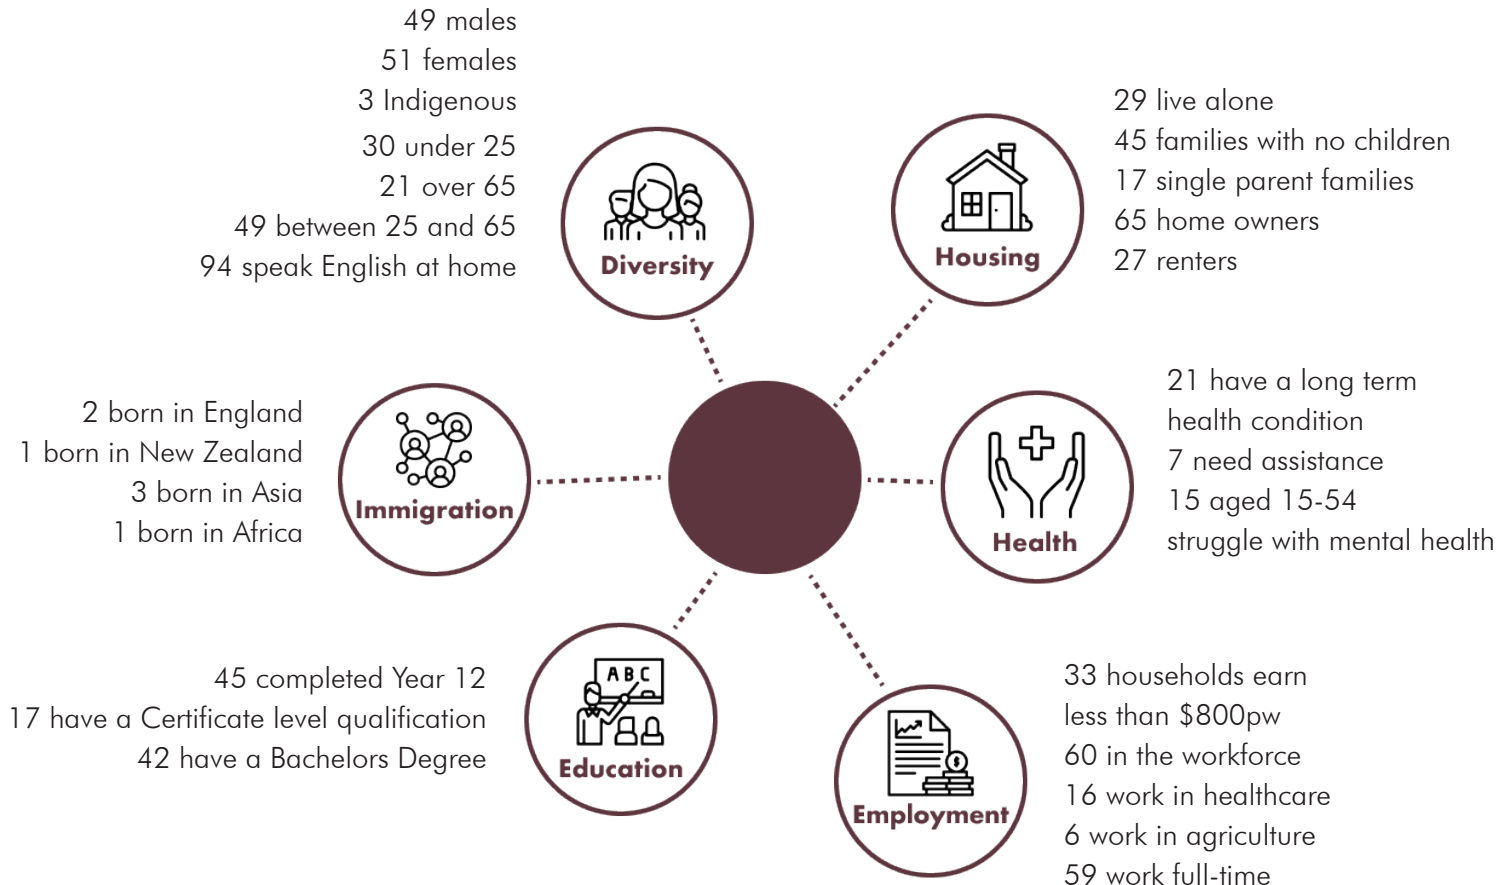 49 males
51 females
3 Indigenous
30 under 25
21 over 65
49 between 25 and 65
94 speak English at home
Diversity
29 live alone
45 families with no children
17 single parent families
65 home owners
27 renters
Housing
2 born in England
1 born in New Zealand
3 born in Asia
1 born in Africa
Immigration
21 have a long term
health condition
7 need assistance
15 aged 15-54
struggle with mental health
Health
45 completed Year 12
17 have a Certificate level qualification
42 have a Bachelors Degree
A B C
Education
33 households earn
less than $800pw
60 in the workforce
16 work in healthcare
6 work in agriculture
59 work full-time
$
Employment